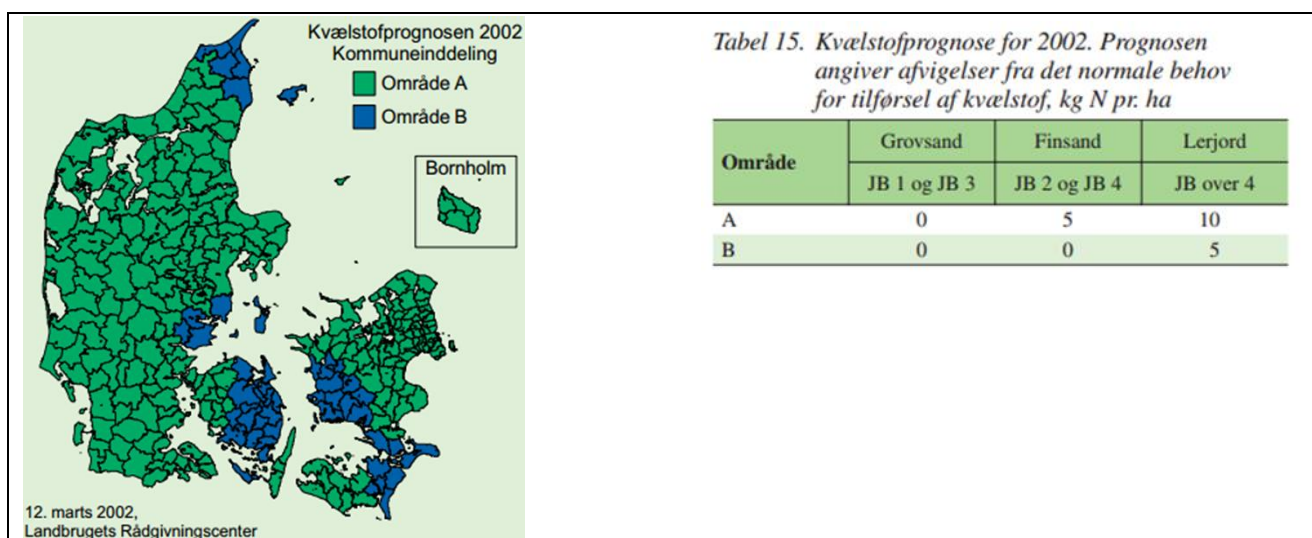 Kvælstofprognosen 2002
Kommuneinddeling
Område A
Område B
Bornholm
12. marts 2002,
Landbrugets Rådgivningscenter
Tabel 15. Kvælstofprognose for 2002. Prognosen
angiver afvigelser fra det normale behov
for tilførsel af kvælstof, kg N pr. ha
Område Grovsand Finsand Lerjord
JB 1 og JB 3 JB 2 og JB 4 JB over 4
A 0 5 10
B 0 0 5